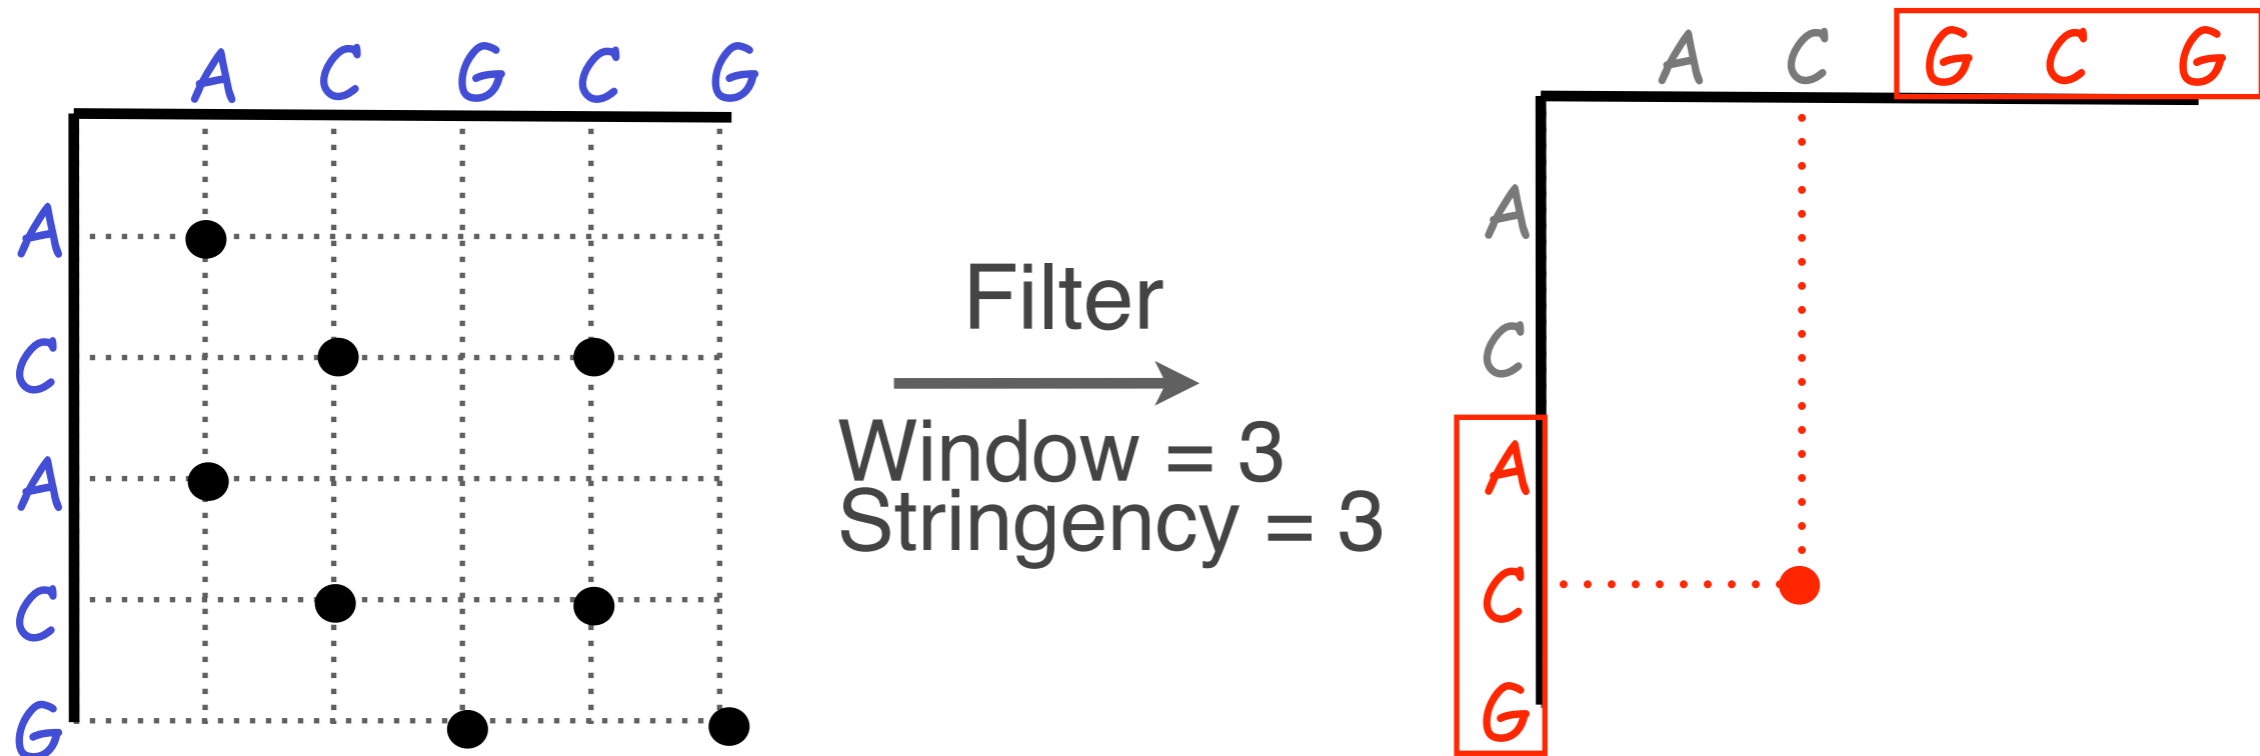 A C G C G
A
C
A
C
G
Filter
Window = 3
Stringency = 3
A C G C G
A
C
A
C
G